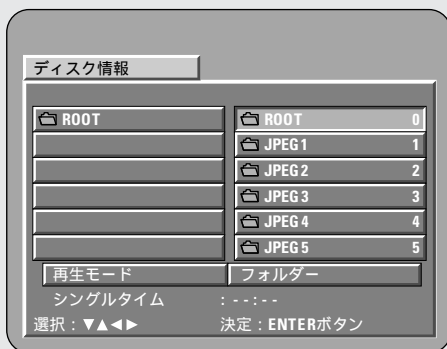 ディスク情報
ROOT ROOT 0
JPEG1 1
JPEG2 2
JPEG3 3
JPEG4 4
JPEG5 5
再生モード フォルダー
シングルタイム :--:--
選択:▼▲◀▶ 決定:ENTERボタン